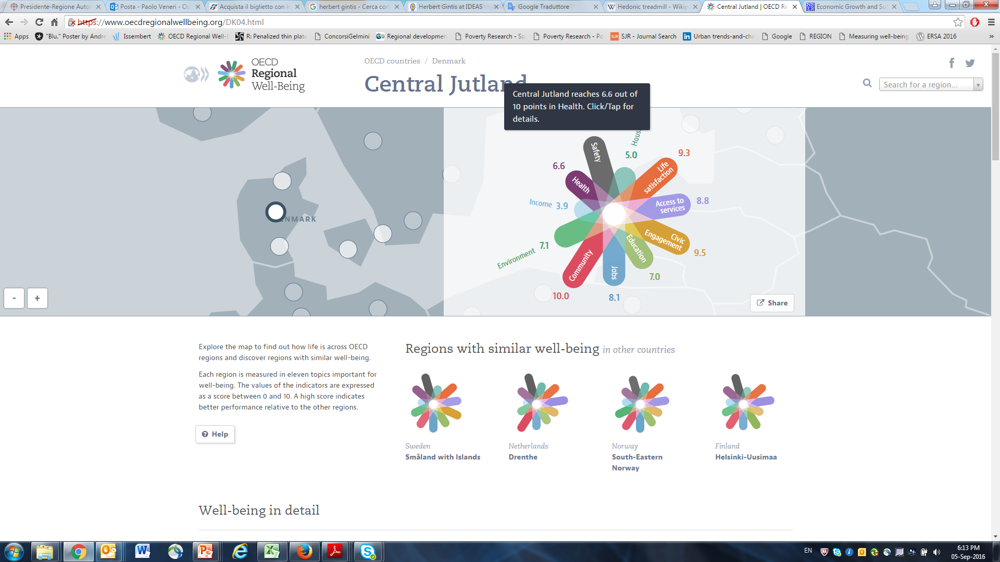 Presidente-Regione Auton
Posta - Paolo Veneri - Ou
Acquista il biglietto con le
herbert gintis - Cerca con
Herbert Gintis at IDEAS
Google Traduttore
Hedonic treadmill - Wikip
Central Jutland | OECD Re
Economic Growth and Su
https://www.oecdregionalwellbeing.org/DK04.html
Apps
"Blu." Poster by Andre
Issembert
OECD Regional Well-B
R: Penalized thin plate
ConcorsiGelmini
Regional developmen
Poverty Research - So
Poverty Research - Po
SJR SJR - Journal Search
Urban trends-and-cha
Google
REGION
Measuring well-being
ERSA 2016
»
OECD
Regional
Well-Being
OECD countries / Denmark
Central Jutland
Search for a region...
Central Jutland reaches 6.6 out of
10 points in Health. Click/Tap for
details.
DENMARK
Safety
Hous
5.0
Life
satisfaction
9.3
Access to
services
8.8
Civic
Engagement
9.5
Education
7.0
Jobs
8.1
Community
10.0
Environment 7.1
Income 3.9
Health
6.6
- +
Share
Explore the map to find out how life is across OECD
regions and discover regions with similar well-being.
Each region is measured in eleven topics important for
well-being. The values of the indicators are expressed
as a score between 0 and 10. A high score indicates
better performance relative to the other regions.
Help
Regions with similar well-being in other countries
Sweden
Småland with Islands
Netherlands
Drenthe
Norway
South-Eastern
Norway
Finland
Helsinki-Uusimaa
Well-being in detail
EN
6:13 PM
05-Sep-2016